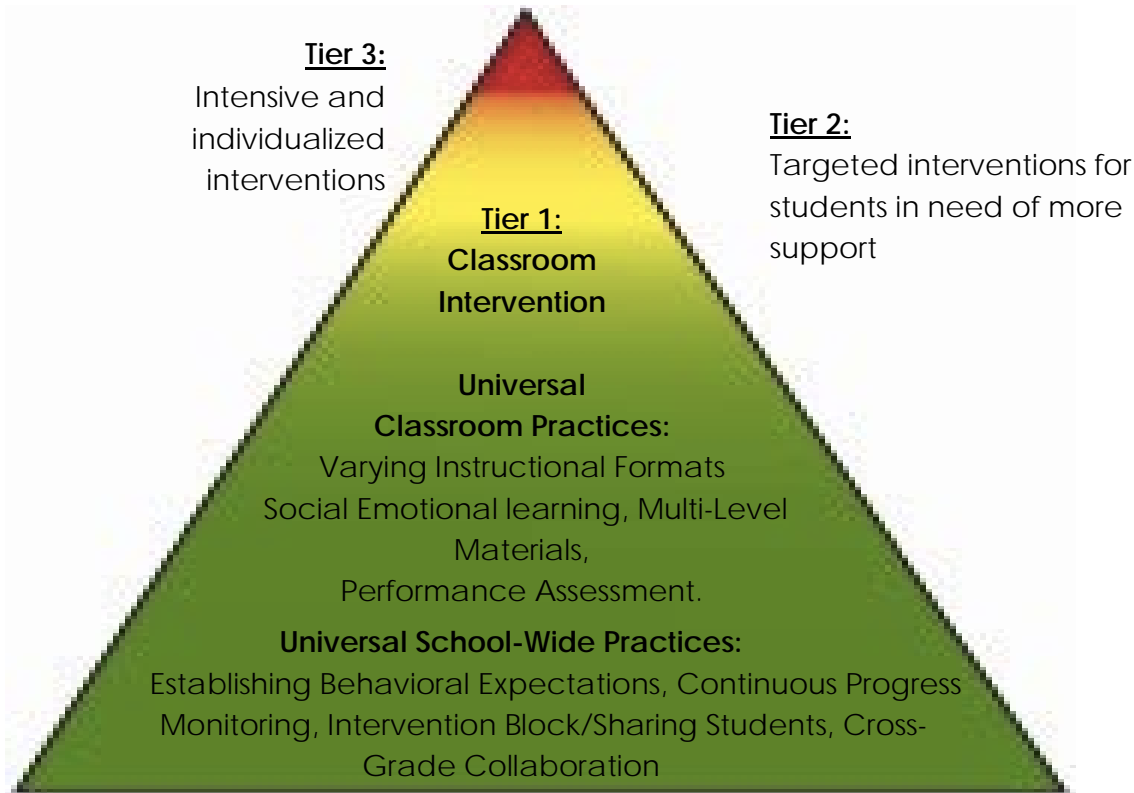 Tier 3:
Intensive and
individualized
interventions
Tier 2:
Targeted interventions for
students in need of more
support
Tier 1:
Classroom
Intervention
Universal
Classroom Practices:
Varying Instructional Formats
Social Emotional learning, Multi-Level
Materials,
Performance Assessment.
Universal School-Wide Practices:
Establishing Behavioral Expectations, Continuous Progress
Monitoring, Intervention Block/Sharing Students, Cross-
Grade Collaboration